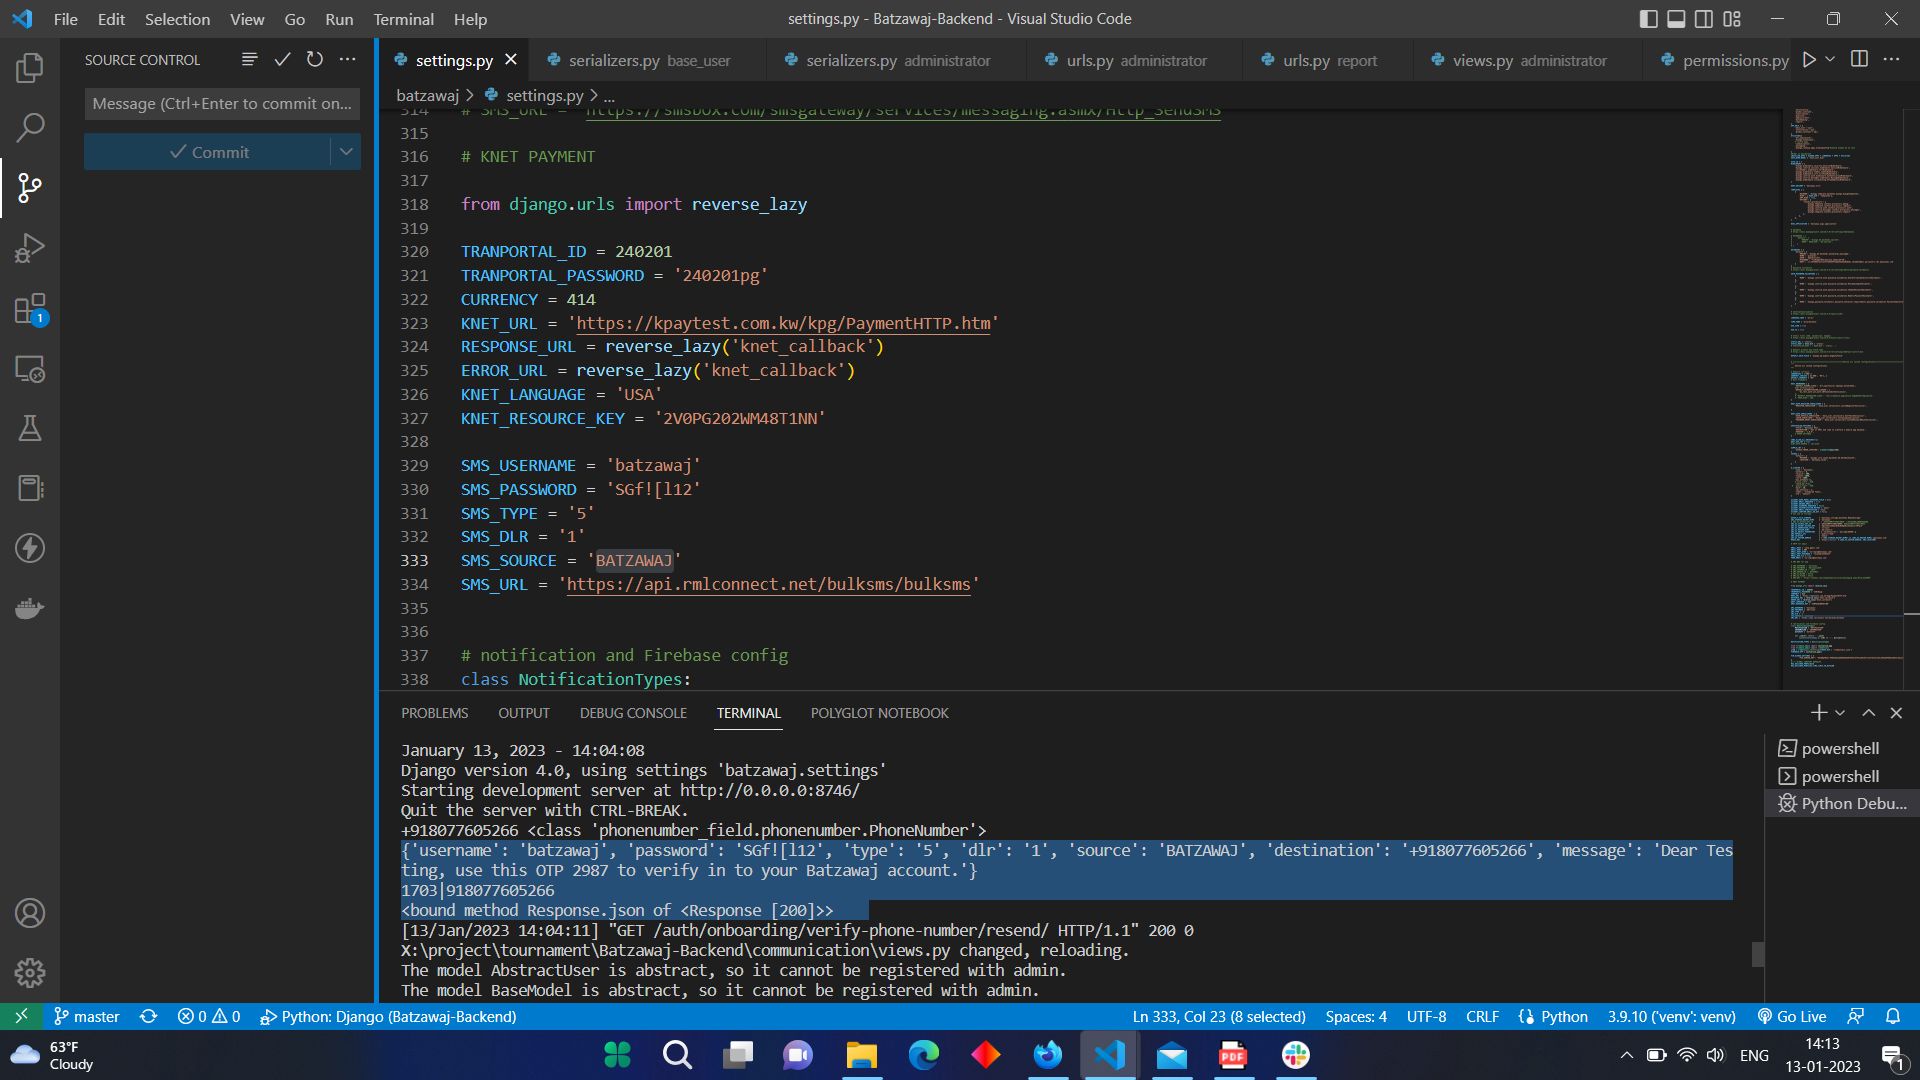 File Edit Selection View Go Run Terminal Help
settings.py - Batzawaj-Backend - Visual Studio Code
SOURCE CONTROL
Message (Ctrl+Enter to commit on...
Commit
1
settings.py
serializers.py base_user
serializers.py administrator
urls.py administrator
urls.py report
views.py administrator
permissions.py
batzawaj > settings.py > ...
314 # SMS_URL = 'https://smsbox.com/smsgateway/services/messaging.asmx/Http_SendSMS
315
316 # KNET PAYMENT
317
318 from django.urls import reverse_lazy
319
320 TRANPORTAL_ID = 240201
321 TRANPORTAL_PASSWORD = '240201pg'
322 CURRENCY = 414
323 KNET_URL = 'https://kpaytest.com.kw/kpg/PaymentHTTP.htm'
324 RESPONSE_URL = reverse_lazy('knet_callback')
325 ERROR_URL = reverse_lazy('knet_callback')
326 KNET_LANGUAGE = 'USA'
327 KNET_RESOURCE_KEY = '2V0PG202WM48T1NN'
328
329 SMS_USERNAME = 'batzawaj'
330 SMS_PASSWORD = 'SGf![l12'
331 SMS_TYPE = '5'
332 SMS_DLR = '1'
333 SMS_SOURCE = 'BATZAWAJ'
334 SMS_URL = 'https://api.rmlconnect.net/bulksms/bulksms'
335
336
337 # notification and Firebase config
338 class NotificationTypes:
PROBLEMS OUTPUT DEBUG CONSOLE TERMINAL POLYGLOT NOTEBOOK
January 13, 2023 - 14:04:08
Django version 4.0, using settings 'batzawaj.settings'
Starting development server at http://0.0.0.0:8746/
Quit the server with CTRL-BREAK.
+918077605266 <class 'phonenumber_field.phonenumber.PhoneNumber'>
{'username': 'batzawaj', 'password': 'SGf![l12', 'type': '5', 'dlr': '1', 'source': 'BATZAWAJ', 'destination': '+918077605266', 'message': 'Dear Tes
ting, use this OTP 2987 to verify in to your Batzawaj account.'}
1703|918077605266
<bound method Response.json of <Response [200]>>
[13/Jan/2023 14:04:11] "GET /auth/onboarding/verify-phone-number/resend/ HTTP/1.1" 200 0
X:\project\tournament\Batzawaj-Backend\communication\views.py changed, reloading.
The model AbstractUser is abstract, so it cannot be registered with admin.
The model BaseModel is abstract, so it cannot be registered with admin.
powershell
powershell
Python Debu...
master
0 0
Python: Django (Batzawaj-Backend)
Ln 333, Col 23 (8 selected) Spaces: 4 UTF-8 CRLF Python 3.9.10 ('venv': venv) Go Live
63°F
Cloudy
PDF
ENG
14:13
13-01-2023
1